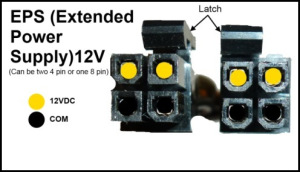 EPS (Extended
Power
Supply)12V
(Can be two 4 pin or one 8 pin)
Latch
12VDC
COM